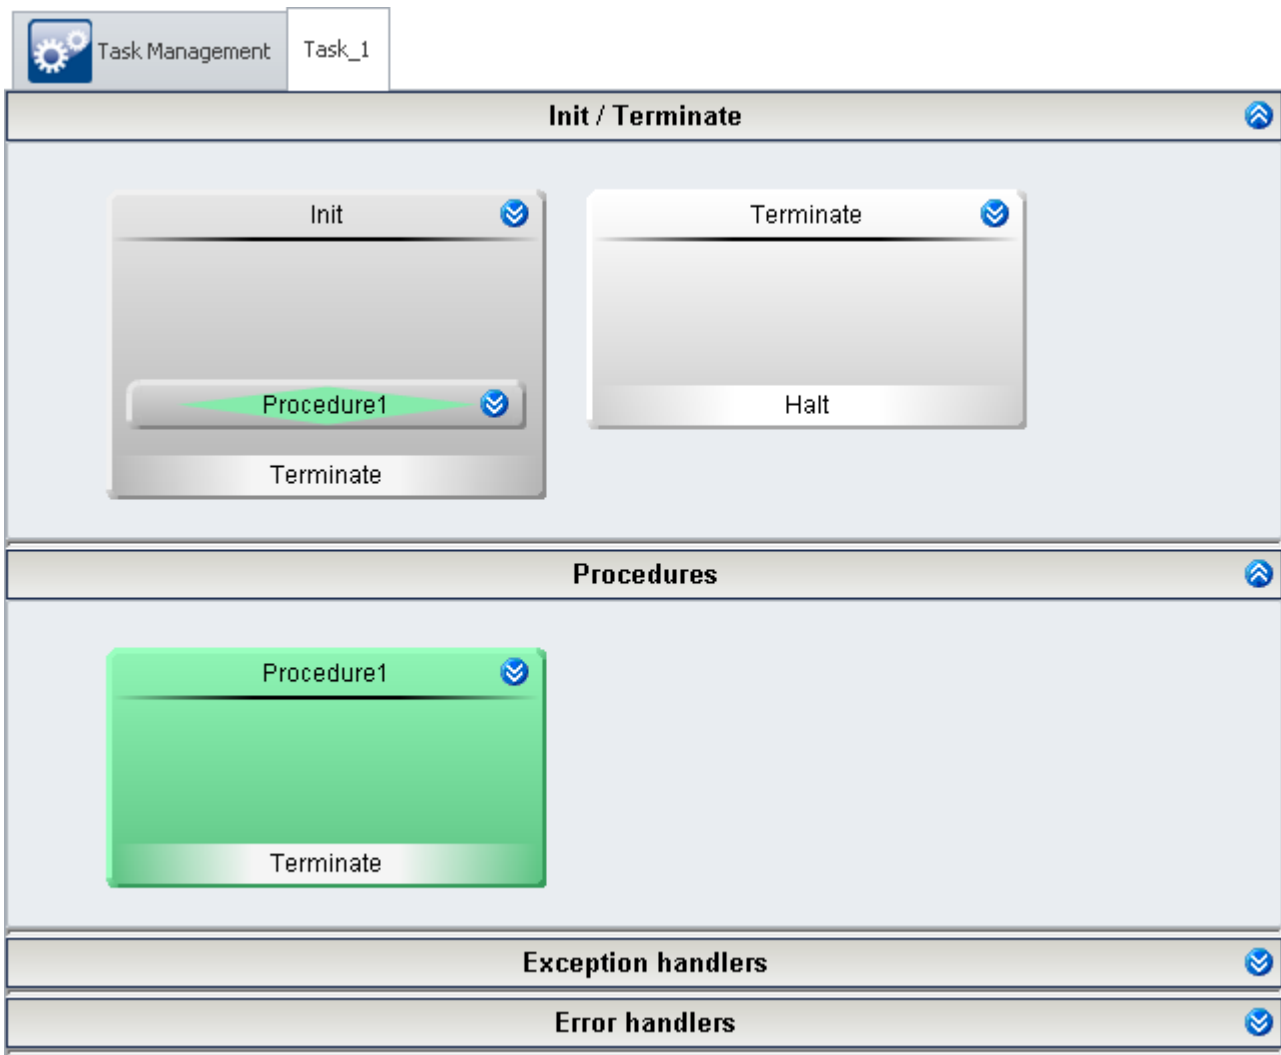 Task Management
Task_1
Init / Terminate
Init
Terminate
Procedure1
Halt
Terminate
Procedures
Procedure1
Terminate
Exception handlers
Error handlers